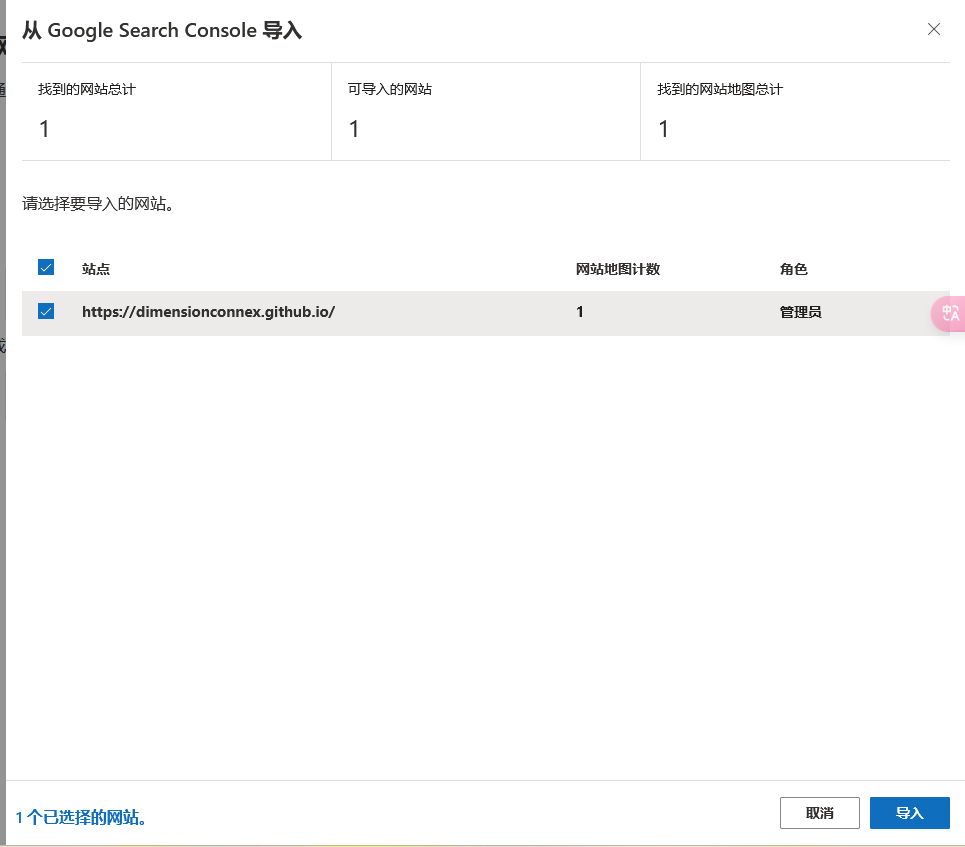 从 Google Search Console 导入
找到的网站总计
可导入的网站
找到的网站地图总计
1
1
1
请选择要导入的网站。
站点
网站地图计数
角色
https://dimensionconnex.github.io/
1
管理员
中A
1 个已选择的网站。
取消
导入